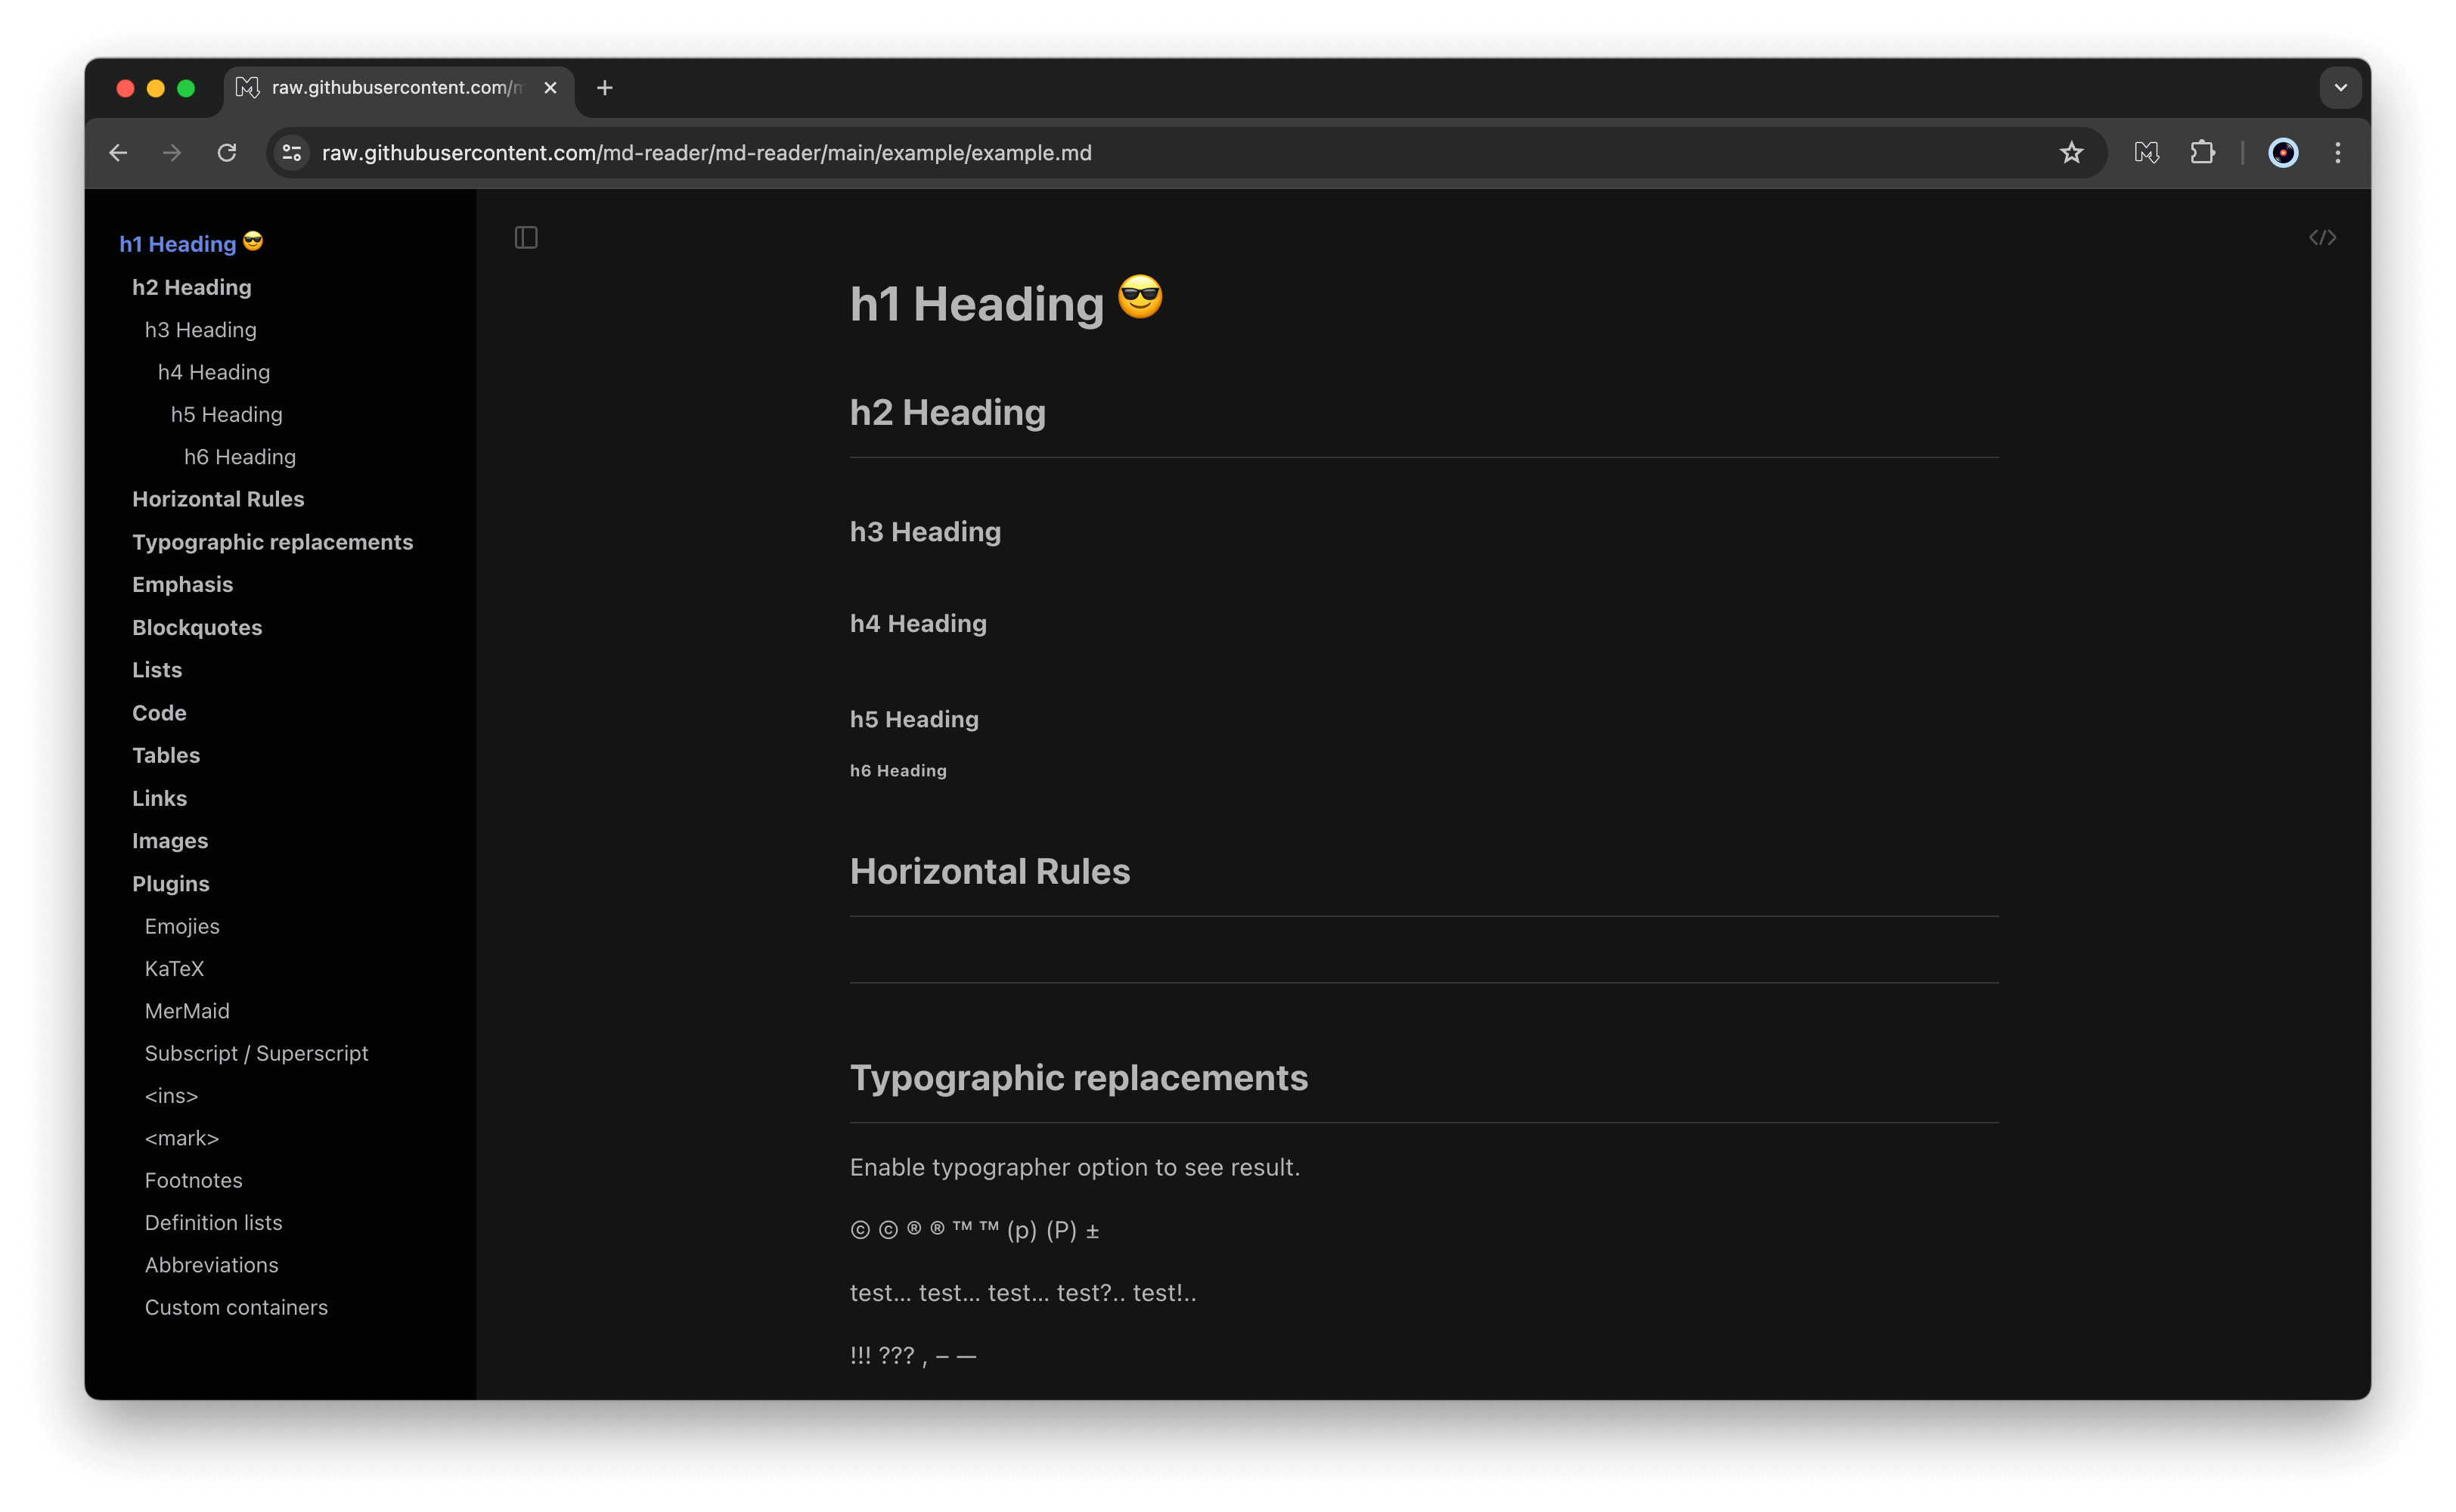 raw.githubusercontent.com/m
raw.githubusercontent.com/md-reader/md-reader/main/example/example.md
h1 Heading 😎
h2 Heading
h3 Heading
h4 Heading
h5 Heading
h6 Heading
Horizontal Rules
Typographic replacements
Emphasis
Blockquotes
Lists
Code
Tables
Links
Images
Plugins
Emojies
KaTeX
MerMaid
Subscript / Superscript
<ins>
<mark>
Footnotes
Definition lists
Abbreviations
Custom containers
h1 Heading 😎
h2 Heading
h3 Heading
h4 Heading
h5 Heading
h6 Heading
Horizontal Rules
Typographic replacements
Enable typographer option to see result.
© © ® ® ™ ™ (p) (P) ±
test… test… test… test?.. test!..
!!! ??? , – —